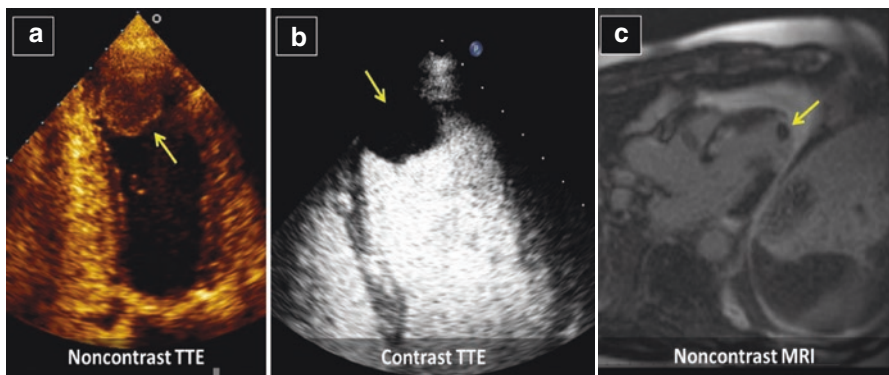 a
b
c
Noncontrast TTE
Contrast TTE
Noncontrast MRI